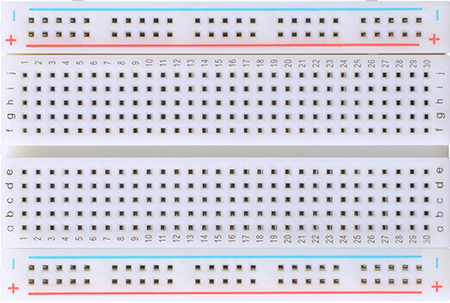 − −
+ +
1 2 3 4 5 6 7 8 9 10 11 12 13 14 15 16 17 18 19 20 21 22 23 24 25 26 27 28 29 30
j j
i i
h h
g g
f f
e e
d d
c c
b b
a a
1 2 3 4 5 6 7 8 9 10 11 12 13 14 15 16 17 18 19 20 21 22 23 24 25 26 27 28 29 30
− −
+ +